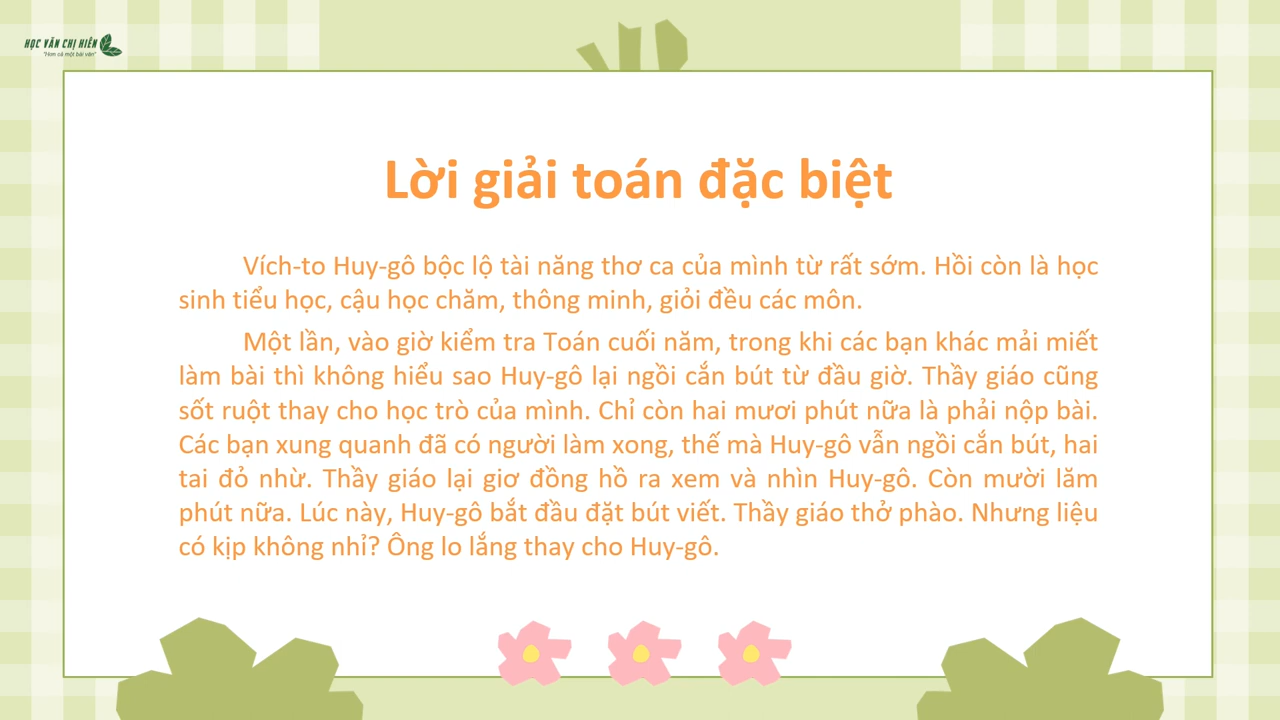 HỌC VĂN CHỊ HIÊN
"Hơn cả một bài văn"
Lời giải toán đặc biệt
Vích-to Huy-gô bộc lộ tài năng thơ ca của mình từ rất sớm. Hồi còn là học
sinh tiểu học, cậu học chăm, thông minh, giỏi đều các môn.
Một lần, vào giờ kiểm tra Toán cuối năm, trong khi các bạn khác mải miết
làm bài thì không hiểu sao Huy-gô lại ngồi cắn bút từ đầu giờ. Thầy giáo cũng
sốt ruột thay cho học trò của mình. Chỉ còn hai mươi phút nữa là phải nộp bài.
Các bạn xung quanh đã có người làm xong, thế mà Huy-gô vẫn ngồi cắn bút, hai
tai đỏ nhừ. Thầy giáo lại giơ đồng hồ ra xem và nhìn Huy-gô. Còn mười lăm
phút nữa. Lúc này, Huy-gô bắt đầu đặt bút viết. Thầy giáo thở phào. Nhưng liệu
có kịp không nhỉ? Ông lo lắng thay cho Huy-gô.